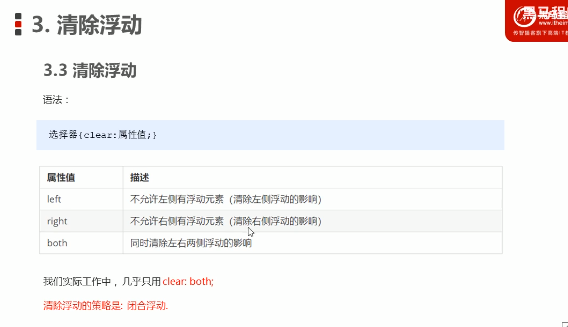 3. 清除浮动
3.3 清除浮动
语法：
选择器{clear:属性值;}
属性值 描述
left 不允许左侧有浮动元素（清除左侧浮动的影响）
right 不允许右侧有浮动元素（清除右侧浮动的影响）
both 同时清除左右两侧浮动的影响
我们实际工作中，几乎只用 clear: both;
清除浮动的策略是: 闭合浮动.